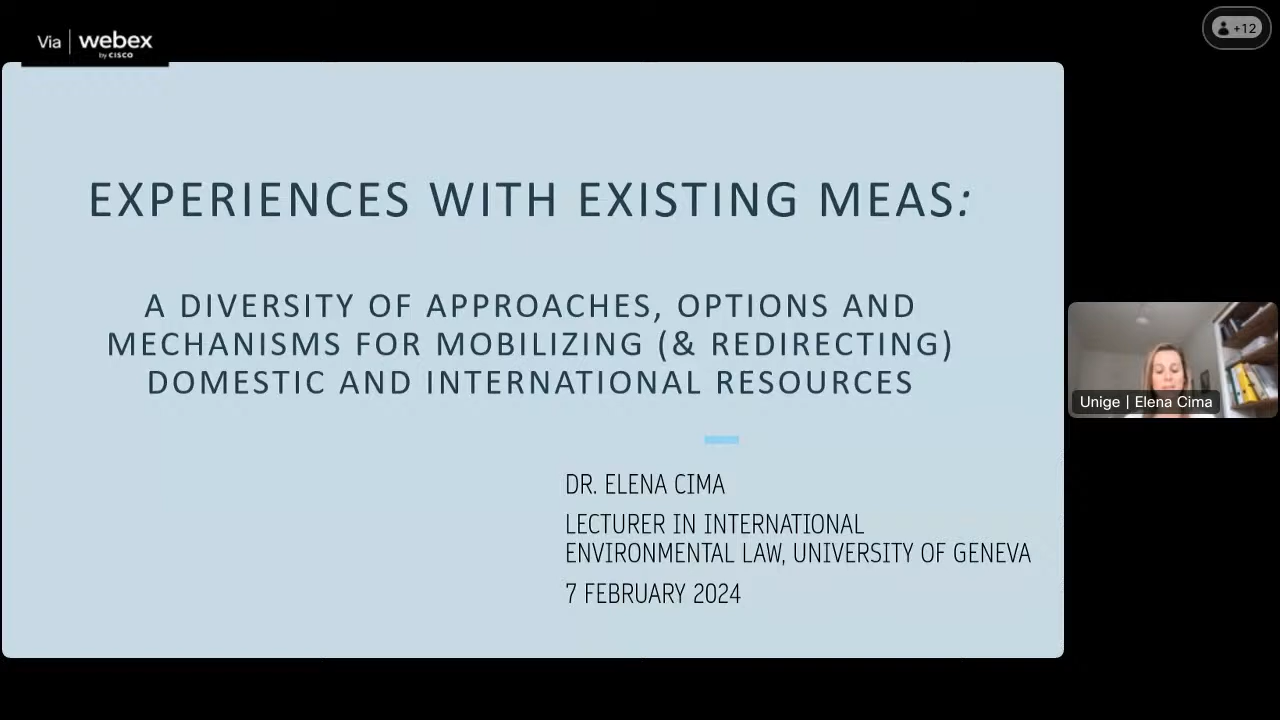 Via webex
by CISCO
+12
EXPERIENCES WITH EXISTING MEAS:
A DIVERSITY OF APPROACHES, OPTIONS AND
MECHANISMS FOR MOBILIZING (& REDIRECTING)
DOMESTIC AND INTERNATIONAL RESOURCES
Unige | Elena Cima
DR. ELENA CIMA
LECTURER IN INTERNATIONAL
ENVIRONMENTAL LAW, UNIVERSITY OF GENEVA
7 FEBRUARY 2024